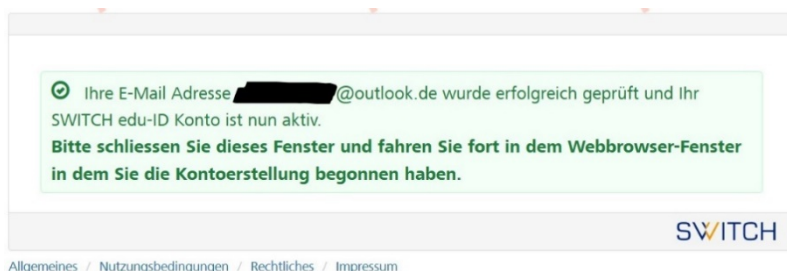 Ihre E-Mail Adresse @outlook.de wurde erfolgreich geprüft und Ihr
SWITCH edu-ID Konto ist nun aktiv.
Bitte schliessen Sie dieses Fenster und fahren Sie fort in dem Webbrowser-Fenster
in dem Sie die Kontoerstellung begonnen haben.
SWITCH
Allgemeines / Nutzungsbedingungen / Rechtliches / Impressum